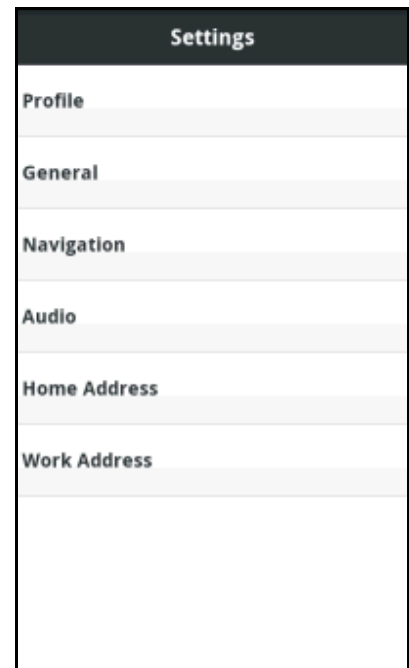 Settings
Profile
General
Navigation
Audio
Home Address
Work Address